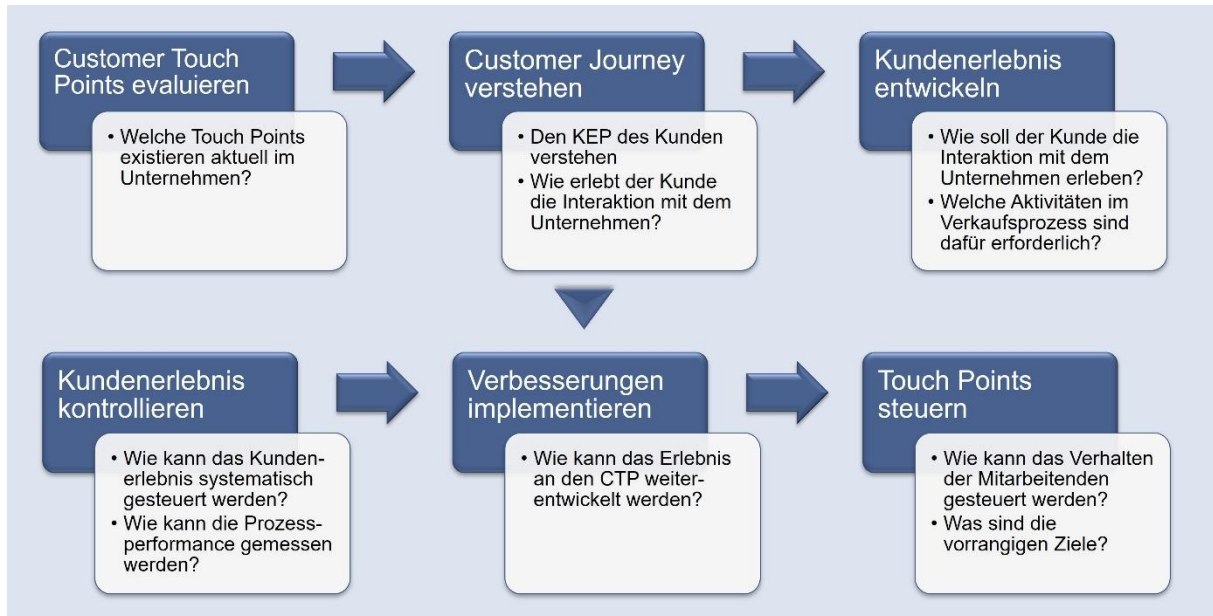 Customer Touch
Points evaluieren
• Welche Touch Points
existieren aktuell im
Unternehmen?
Customer Journey
verstehen
• Den KEP des Kunden
verstehen
• Wie erlebt der Kunde
die Interaktion mit dem
Unternehmen?
Kundenerlebnis
entwickeln
• Wie soll der Kunde die
Interaktion mit dem
Unternehmen erleben?
• Welche Aktivitäten im
Verkaufsprozess sind
dafür erforderlich?
Kundenerlebnis
kontrollieren
• Wie kann das Kunden-
erlebnis systematisch
gesteuert werden?
• Wie kann die Prozess-
performance gemessen
werden?
Verbesserungen
implementieren
• Wie kann das Erlebnis
an den CTP weiter-
entwickelt werden?
Touch Points
steuern
• Wie kann das Verhalten
der Mitarbeitenden
gesteuert werden?
• Was sind die
vorrangigen Ziele?